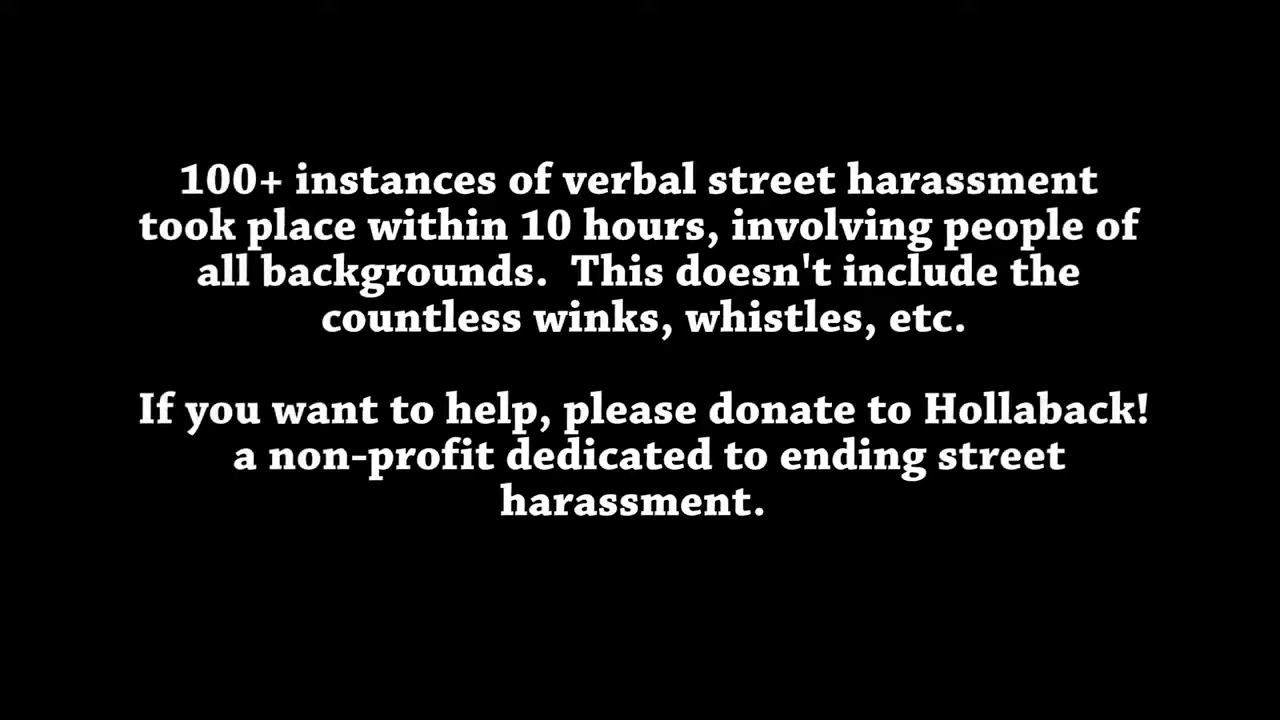 100+ instances of verbal street harassment
took place within 10 hours, involving people of
all backgrounds.  This doesn't include the
countless winks, whistles, etc.
If you want to help, please donate to Hollaback!
a non-profit dedicated to ending street
harassment.